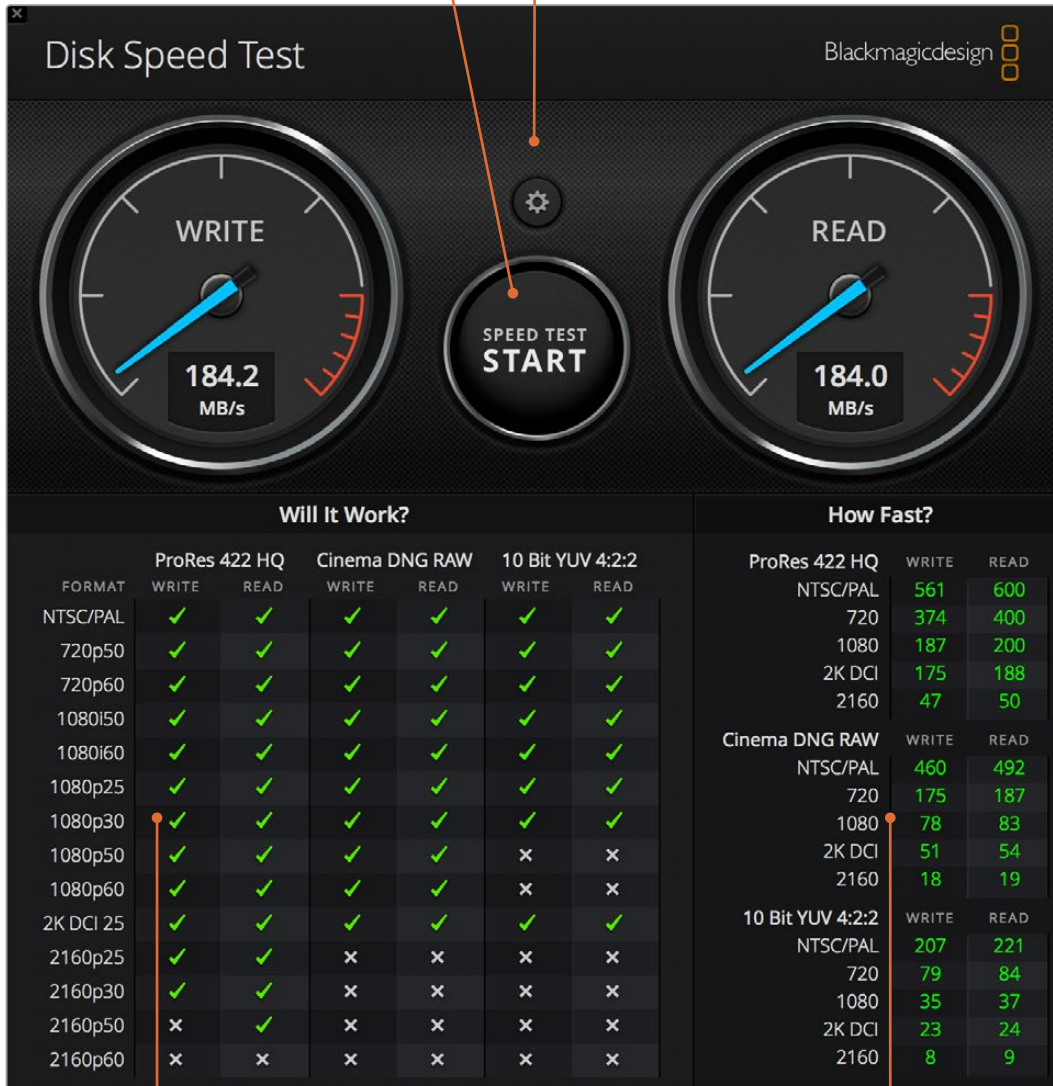 Disk Speed Test
Blackmagicdesign
WRITE
184.2
MB/s
SPEED TEST
START
READ
184.0
MB/s
Will It Work?
ProRes 422 HQ Cinema DNG RAW 10 Bit YUV 4:2:2
FORMAT WRITE READ WRITE READ WRITE READ
NTSC/PAL
720p50
720p60
1080i50
1080i60
1080p25
1080p30
1080p50
1080p60
2K DCI 25
2160p25
2160p30
2160p50
2160p60
How Fast?
ProRes 422 HQ WRITE READ
NTSC/PAL 561 600
720 374 400
1080 187 200
2K DCI 175 188
2160 47 50
Cinema DNG RAW WRITE READ
NTSC/PAL 460 492
720 175 187
1080 78 83
2K DCI 51 54
2160 18 19
10 Bit YUV 4:2:2 WRITE READ
NTSC/PAL 207 221
720 79 84
1080 35 37
2K DCI 23 24
2160 8 9